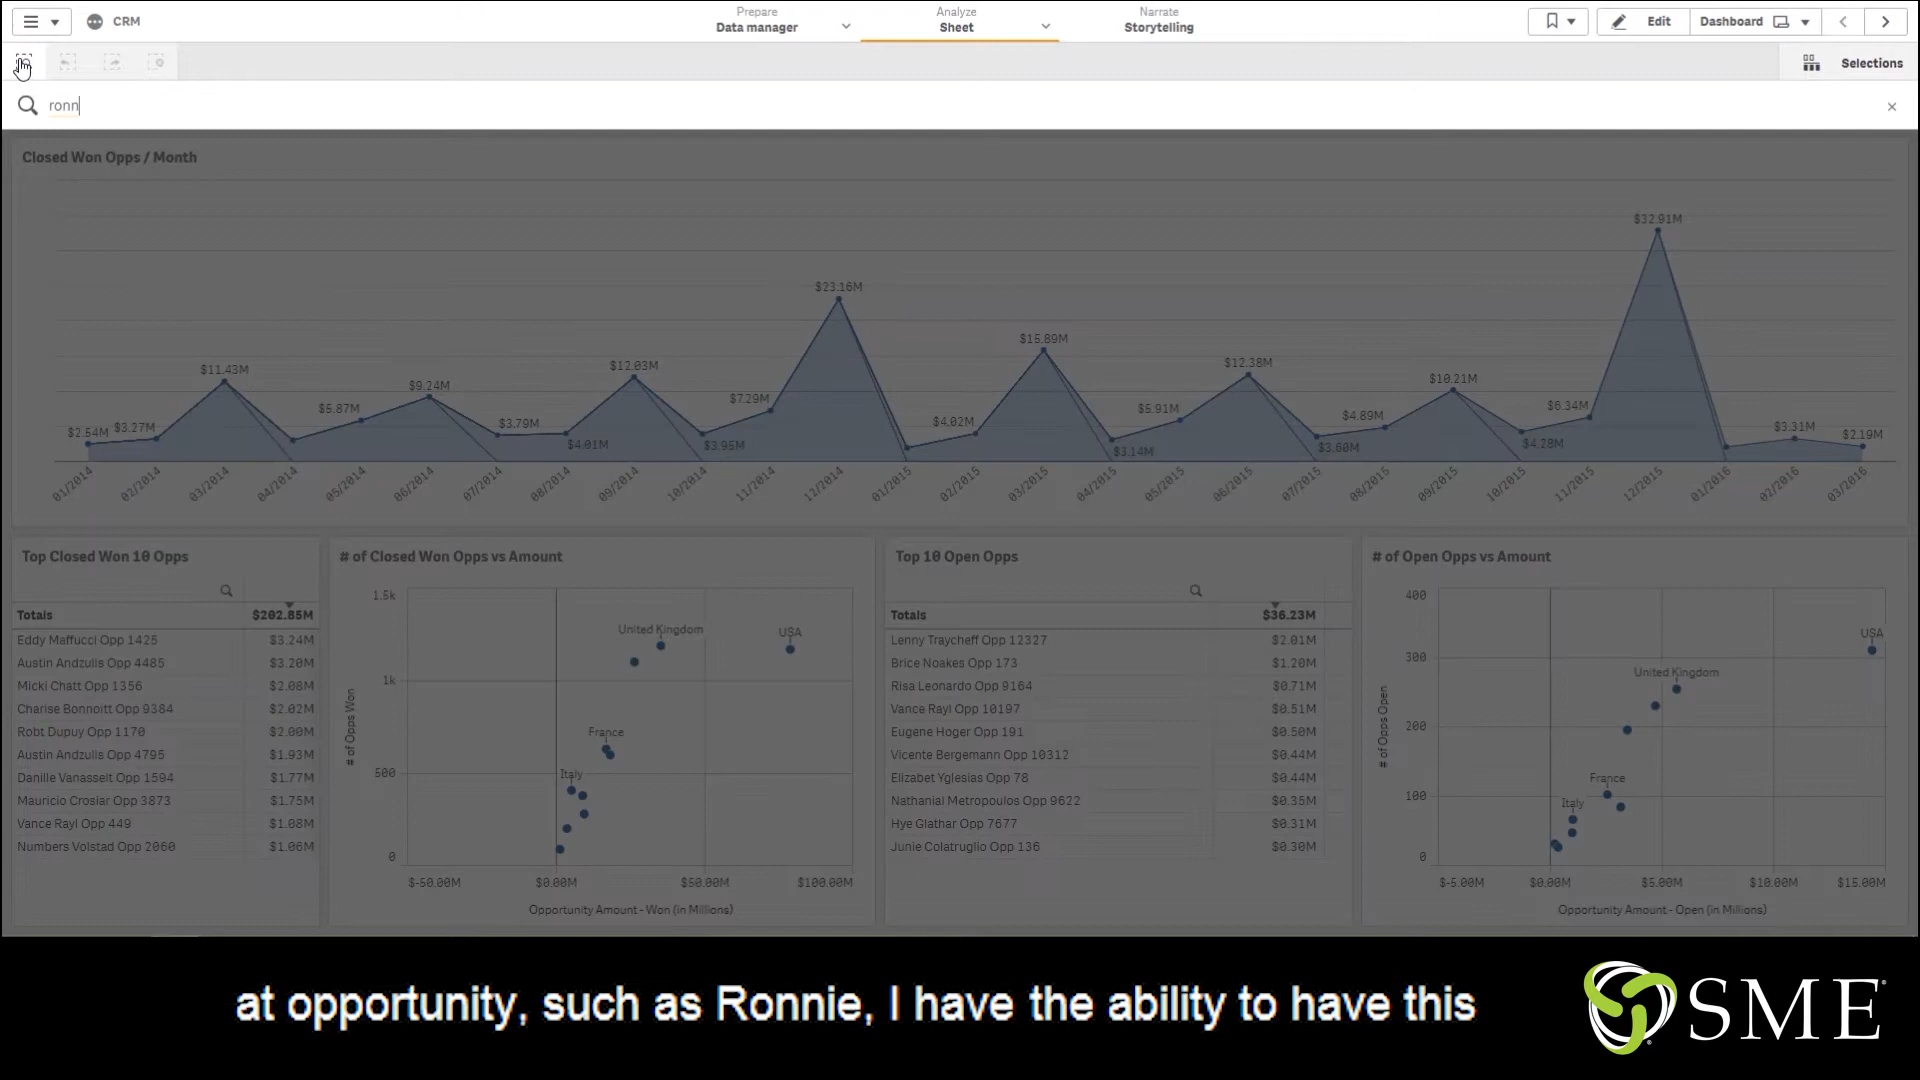 CRM
Prepare
Data manager
Analyze
Sheet
Narrate
Storytelling
Edit
Dashboard
Selections
ronn
Closed Won Opps / Month
$2.54M
$3.27M
$11.43M
$5.87M
$9.24M
$3.79M
$4.01M
$12.03M
$3.95M
$7.29M
$23.16M
$4.02M
$15.89M
$3.14M
$5.91M
$12.38M
$3.60M
$4.89M
$10.21M
$4.28M
$6.34M
$32.91M
$3.31M
$2.19M
01/2014 02/2014 03/2014 04/2014 05/2014 06/2014 07/2014 08/2014 09/2014 10/2014 11/2014 12/2014 01/2015 02/2015 03/2015 04/2015 05/2015 06/2015 07/2015 08/2015 09/2015 10/2015 11/2015 12/2015 01/2016 02/2016 03/2016
Top Closed Won 10 Opps
Totals $202.85M
Eddy Maffucci Opp 1425 $3.24M
Austin Andzulis Opp 4485 $3.20M
Micki Chatt Opp 1356 $2.08M
Charise Bonnoitt Opp 9384 $2.02M
Robt Dupuy Opp 1170 $2.00M
Austin Andzulis Opp 4795 $1.93M
Danille Vanasselt Opp 1594 $1.77M
Mauricio Crosiar Opp 3873 $1.75M
Vance Rayl Opp 449 $1.08M
Numbers Volstad Opp 2060 $1.06M
# of Closed Won Opps vs Amount
# of Opps Won
1.5k
1k
500
0
United Kingdom
USA
France
Italy
$-50.00M $0.00M $50.00M $100.00M
Opportunity Amount - Won (in Millions)
Top 10 Open Opps
Totals $36.23M
Lenny Traycheff Opp 12327 $2.01M
Brice Noakes Opp 173 $1.20M
Risa Leonardo Opp 9164 $0.71M
Vance Rayl Opp 10197 $0.51M
Eugene Hoger Opp 191 $0.50M
Vicente Bergemann Opp 10312 $0.44M
Elizabet Yglesias Opp 78 $0.44M
Nathanial Metropoulos Opp 9622 $0.35M
Hye Glathar Opp 7677 $0.31M
Junie Colatruglio Opp 136 $0.30M
# of Open Opps vs Amount
# of Opps Open
400
300
200
100
0
USA
United Kingdom
France
Italy
$-5.00M $0.00M $5.00M $10.00M $15.00M
Opportunity Amount - Open (in Millions)
at opportunity, such as Ronnie, I have the ability to have this
SME